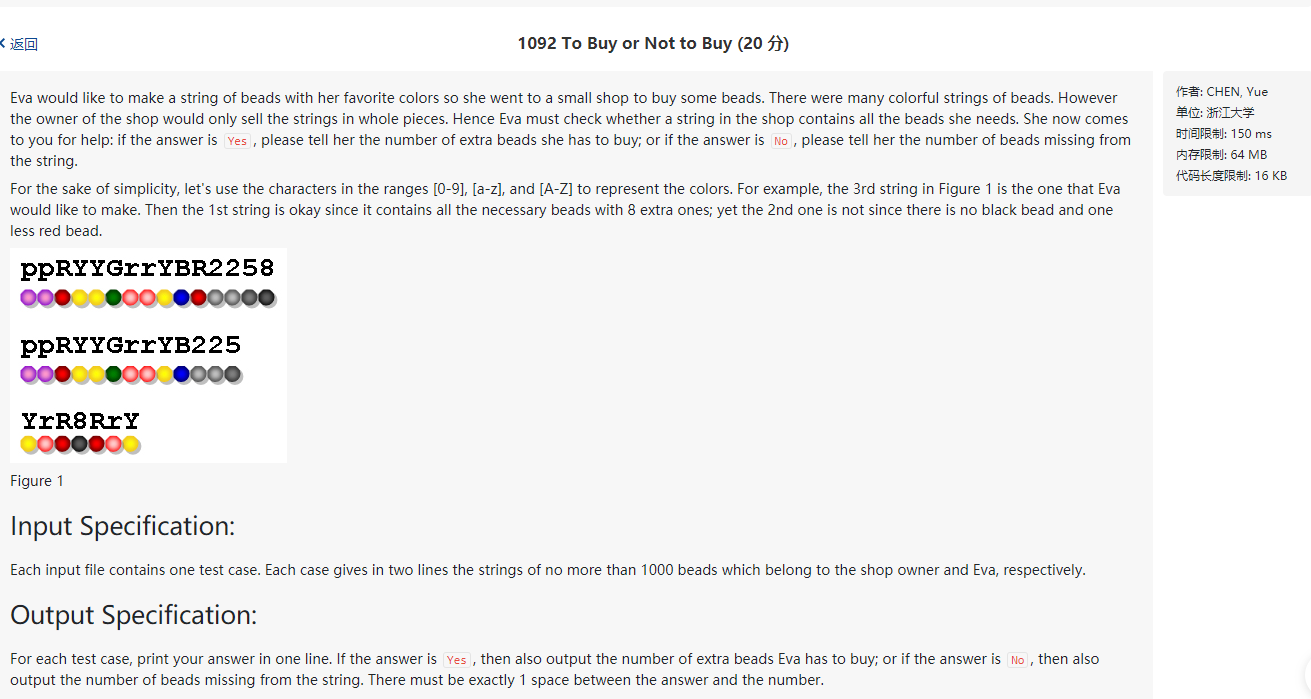 返回
1092 To Buy or Not to Buy (20 分)
Eva would like to make a string of beads with her favorite colors so she went to a small shop to buy some beads. There were many colorful strings of beads. However
the owner of the shop would only sell the strings in whole pieces. Hence Eva must check whether a string in the shop contains all the beads she needs. She now comes
to you for help: if the answer is Yes , please tell her the number of extra beads she has to buy; or if the answer is No , please tell her the number of beads missing from
the string.
For the sake of simplicity, let's use the characters in the ranges [0-9], [a-z], and [A-Z] to represent the colors. For example, the 3rd string in Figure 1 is the one that Eva
would like to make. Then the 1st string is okay since it contains all the necessary beads with 8 extra ones; yet the 2nd one is not since there is no black bead and one
less red bead.
ppRYYGrrYBR2258
ppRYYGrrYB225
YrR8RrY
Figure 1
Input Specification:
Each input file contains one test case. Each case gives in two lines the strings of no more than 1000 beads which belong to the shop owner and Eva, respectively.
Output Specification:
For each test case, print your answer in one line. If the answer is Yes , then also output the number of extra beads Eva has to buy; or if the answer is No , then also
output the number of beads missing from the string. There must be exactly 1 space between the answer and the number.
作者: CHEN, Yue
单位: 浙江大学
时间限制: 150 ms
内存限制: 64 MB
代码长度限制: 16 KB